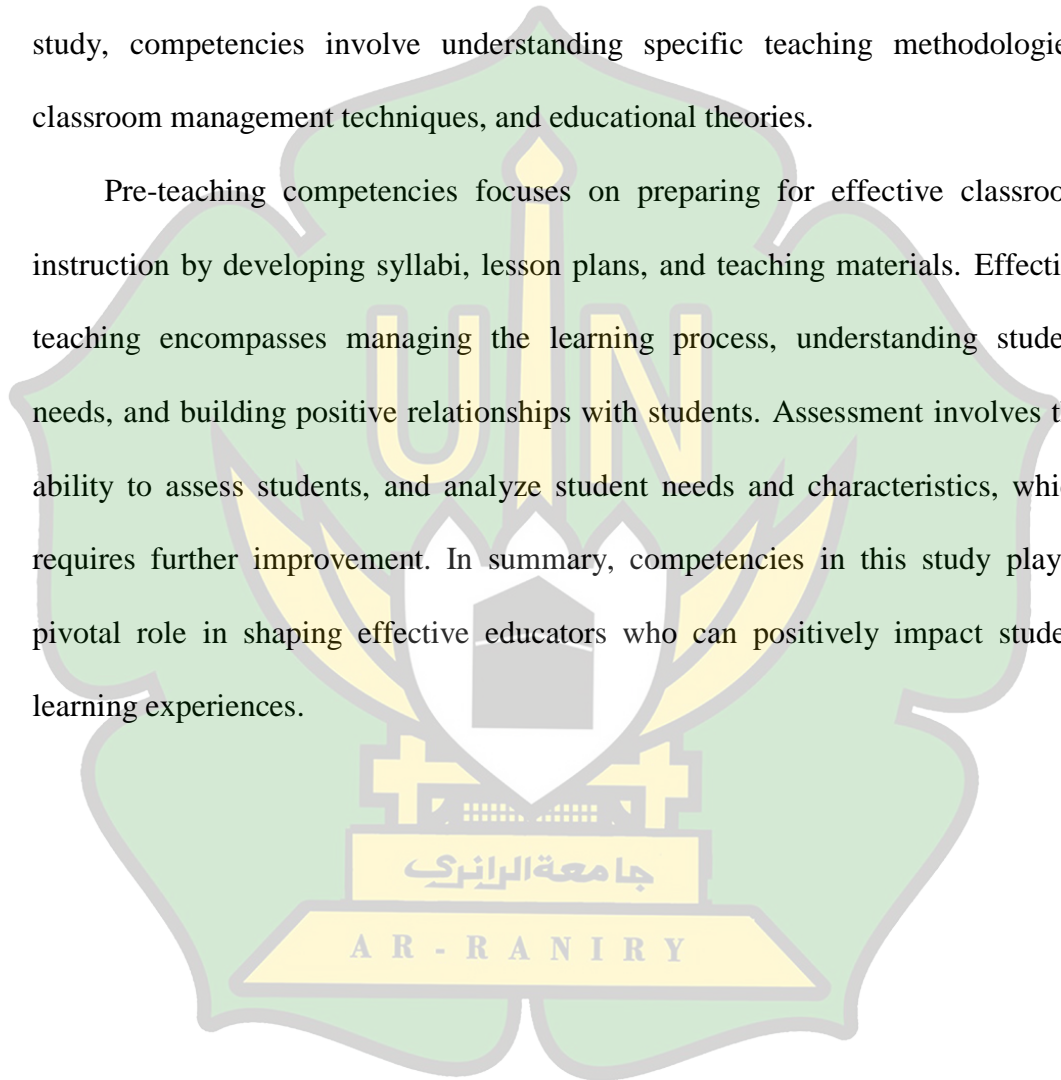 study, competencies involve understanding specific teaching methodologie
classroom management techniques, and educational theories.
Pre-teaching competencies focuses on preparing for effective classroo
instruction by developing syllabi, lesson plans, and teaching materials. Effecti
teaching encompasses managing the learning process, understanding stude
needs, and building positive relationships with students. Assessment involves t
ability to assess students, and analyze student needs and characteristics, whi
requires further improvement. In summary, competencies in this study play
pivotal role in shaping effective educators who can positively impact stude
learning experiences.
UIN
جامعة الرانري
AR-RANIRY